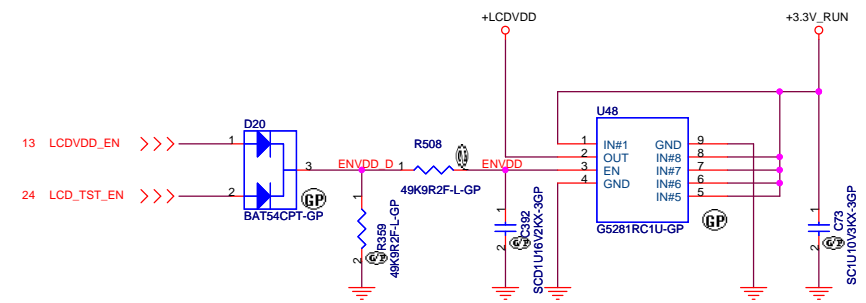 +LCDVDD
+3.3V_RUN
D20
U48
13 LCDVDD_EN
1
R508
1 IN#1 GND 9
2 OUT IN#8 8
3 EN IN#7 7
4 GND IN#6 6
IN#5 5
3 ENVDD_D 1
2 ENVDD
24 LCD_TST_EN
2
49K9R2F-L-GP
GP
BAT54CPT-GP
G5281RC1U-GP
GP
1
2
R359
49K9R2F-L-GP
1
2
C392
SCD1U16V2KX-3GP
1
2
C73
SC1U10V3KX-3GP